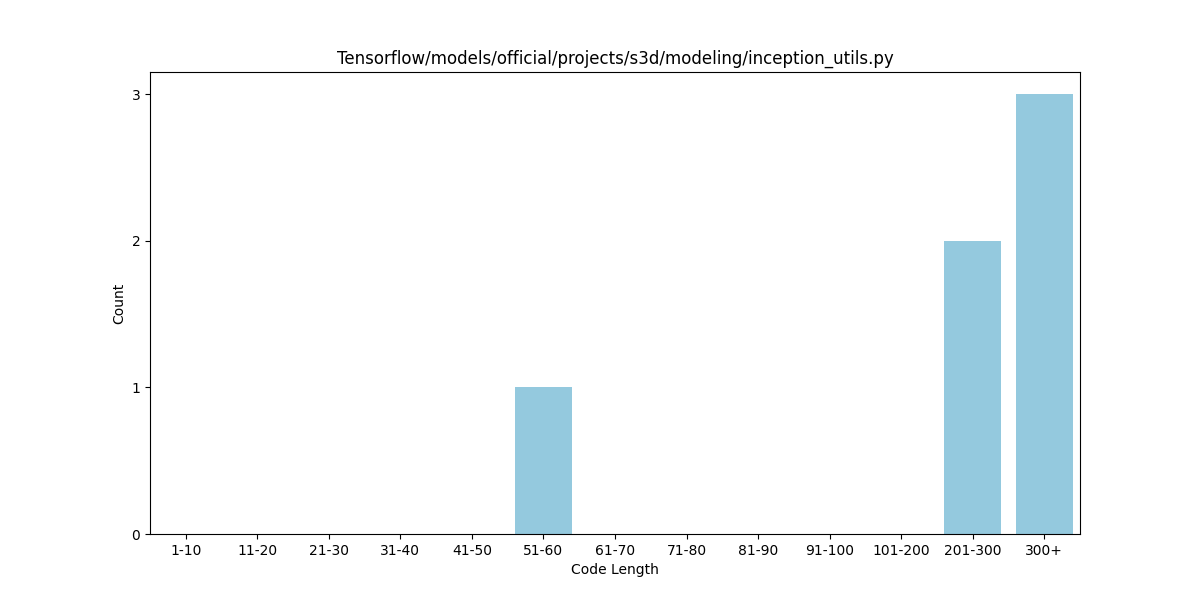 Tensorflow/models/official/projects/s3d/modeling/inception_utils.py
3
2
1
0
Count
1-10 11-20 21-30 31-40 41-50 51-60 61-70 71-80 81-90 91-100 101-200 201-300 300+
Code Length